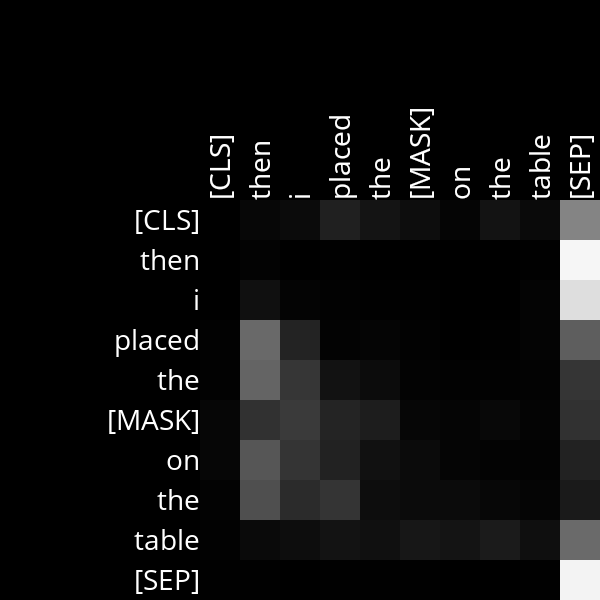 [CLS]
then
i
placed
the
[MASK]
on
the
table
[SEP]
[CLS]
then
i
placed
the
[MASK]
on
the
table
[SEP]